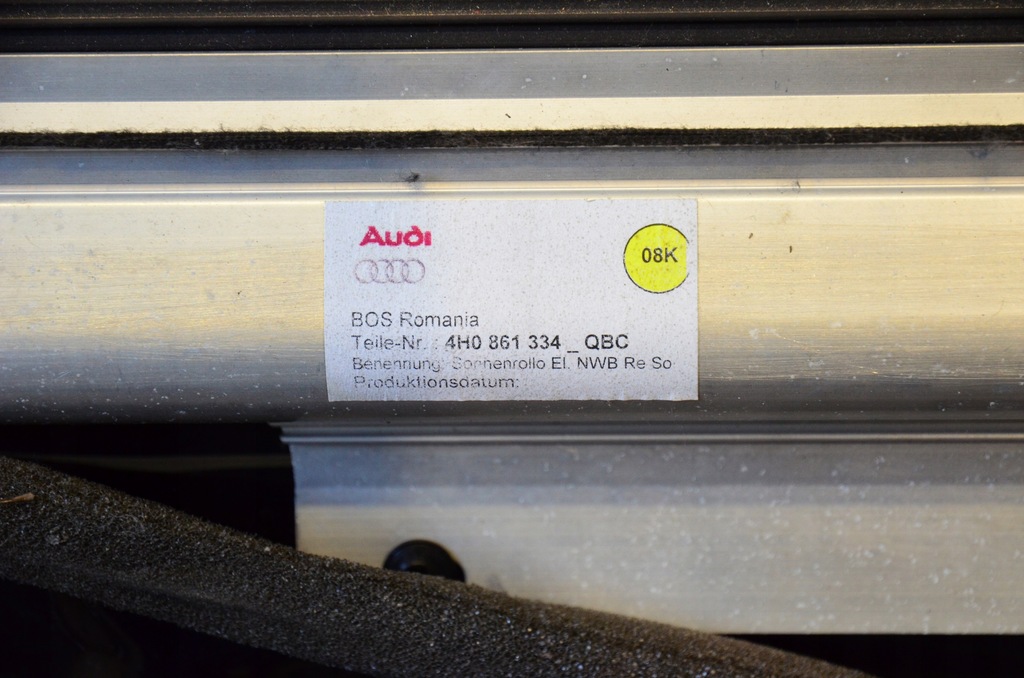 Audi
08K
BOS Romania
Teile-Nr. : 4H0 861 334 _ QBC
Benennung: Sonnenrollo El. NWB Re So
Produktionsdatum: